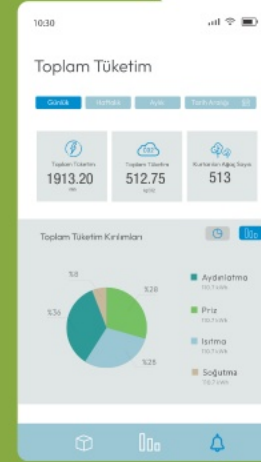 10:30
Toplam Tüketim
Günlük Haftalık Aylık Tarih Aralığı
Toplam Tüketim Toplam Tüketim Kurtarılan Ağaç Sayısı
1913.20 512.75 513
Toplam Tüketim Kırılımları
%8
%28
%36
%28
Aydınlatma
Priz
Isıtma
Soğutma